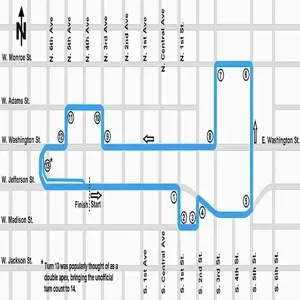 N
N. 6th Ave
N. 5th Ave
N. 4th Ave
N. 3rd Ave
N. 2nd Ave
N. 1st Ave
N. Central Ave
N. 1st St.
W. Monroe St.
7
8
W. Adams St.
11
10
W. Washington St.
12
9
6
E. Washington St.
13
*
W. Jefferson St.
Finish
Start
1
4
5
2
3
W. Madison St.
W. Jackson St.
* Turn 13 was popularly thought of as a
double apex, bringing the unofficial
turn count to 14.
S. 1st Ave
S. Central Ave
S. 1st St.
S. 2nd St.
S. 3rd St.
S. 4th St.
S. 5th St.
S. 6th St.